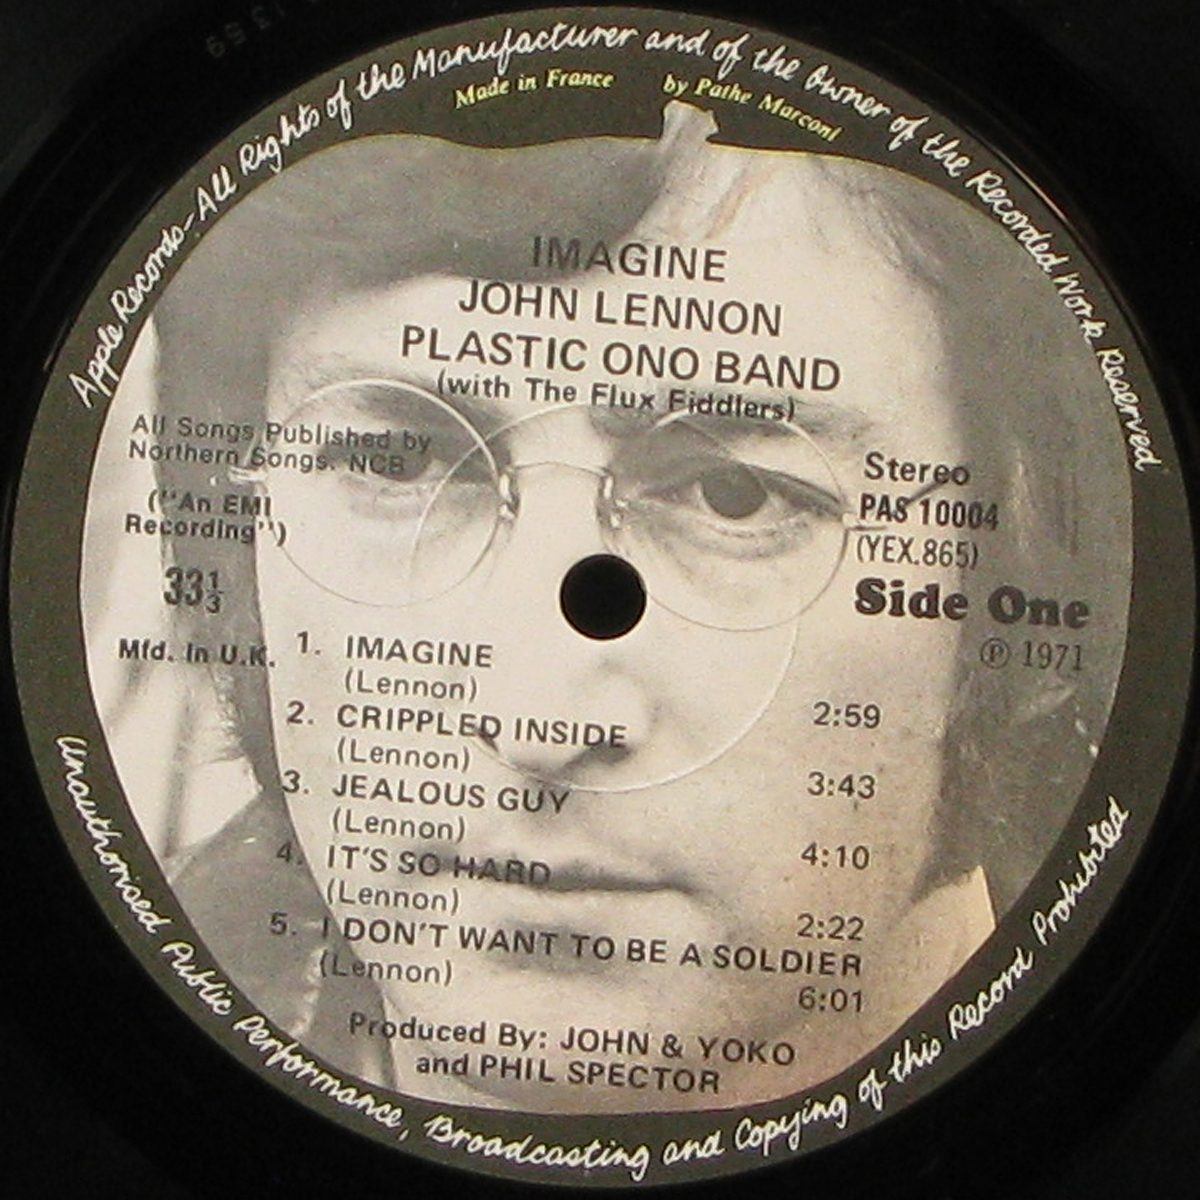 Apple Records-All Rights of the Manufacturer and of the Owner of the Recorded Work Reserved
Made in France by Pathe Marconi
IMAGINE
JOHN LENNON
PLASTIC ONO BAND
(with The Flux Fiddlers)
All Songs Published by
Northern Songs. NCB
("An EMI
Recording")
33⅓
Mfd. In U.K.
Stereo
PAS 10004
(YEX.865)
Side One
℗ 1971
1. IMAGINE
(Lennon) 2:59
2. CRIPPLED INSIDE
(Lennon) 3:43
3. JEALOUS GUY
(Lennon) 4:10
4. IT'S SO HARD
(Lennon) 2:22
5. I DON'T WANT TO BE A SOLDIER
(Lennon) 6:01
Produced By: JOHN & YOKO
and PHIL SPECTOR
Unauthorised Public Performance, Broadcasting and Copying of this Record Prohibited